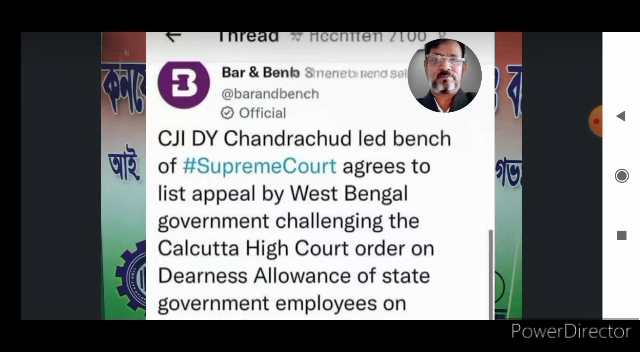 Thread
Bar & Bench
@barandbench
Official
CJI DY Chandrachud led bench
of #SupremeCourt agrees to
list appeal by West Bengal
government challenging the
Calcutta High Court order on
Dearness Allowance of state
government employees on
আই
PowerDirector